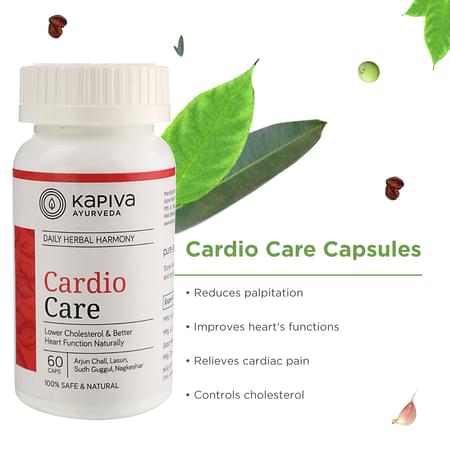 KAPIVA
AYURVEDA
DAILY HERBAL HARMONY
Cardio
Care
Lower Cholesterol & Better
Heart Function Naturally
60
CAPS
Arjun Chall, Lasun,
Sudh Guggul, Nagkeshar
100% SAFE & NATURAL
Cardio Care Capsules
• Reduces palpitation
• Improves heart's functions
• Relieves cardiac pain
• Controls cholesterol